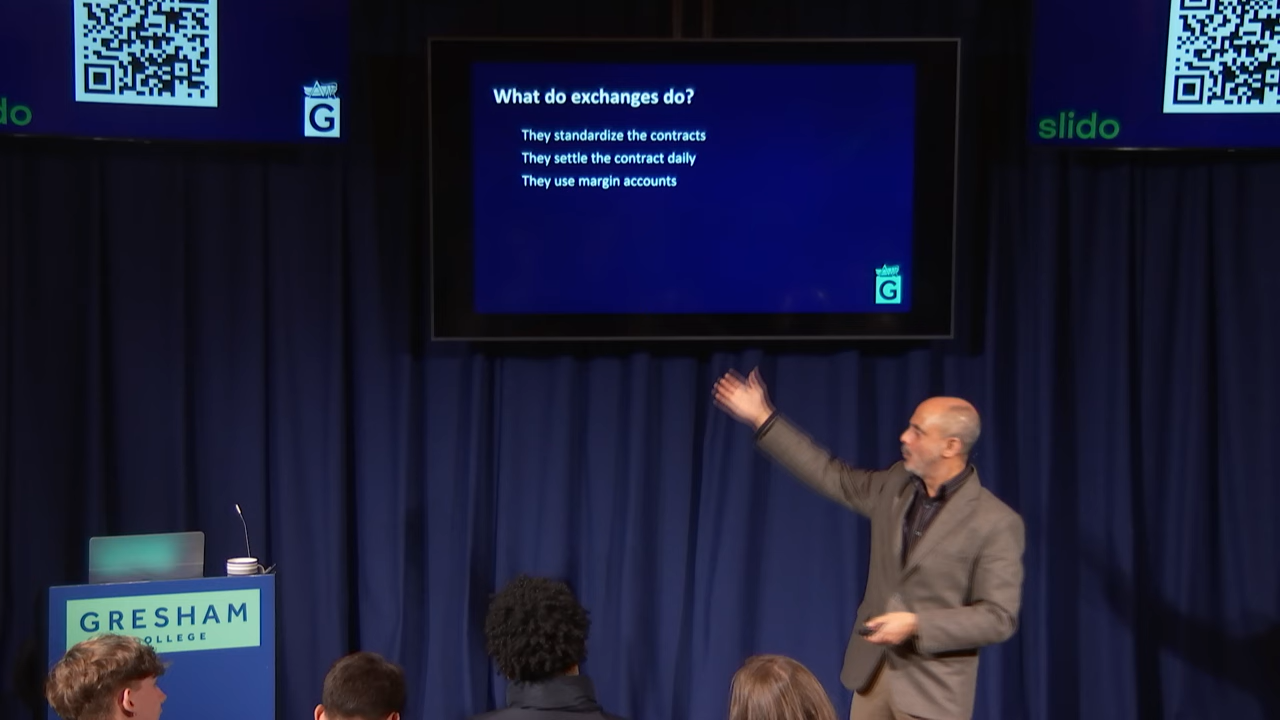 do
G
What do exchanges do?
They standardize the contracts
They settle the contract daily
They use margin accounts
G
slido
GRESHAM
COLLEGE